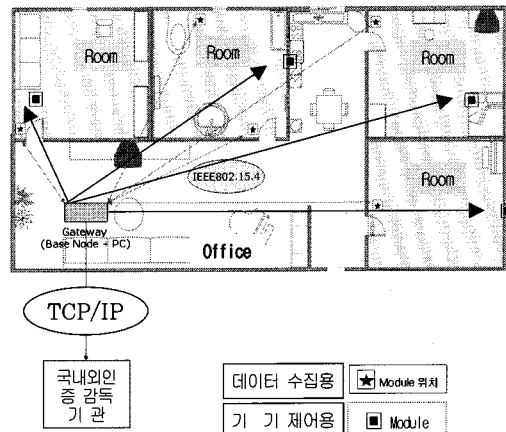 Room
Room
Room
IEEE802.15.4
Room
Gateway
(Base Node - PC)
Office
TCP/IP
국내외인
증 감독
기 관
데이터 수집용
Module 위치
기 기 제어용
Module